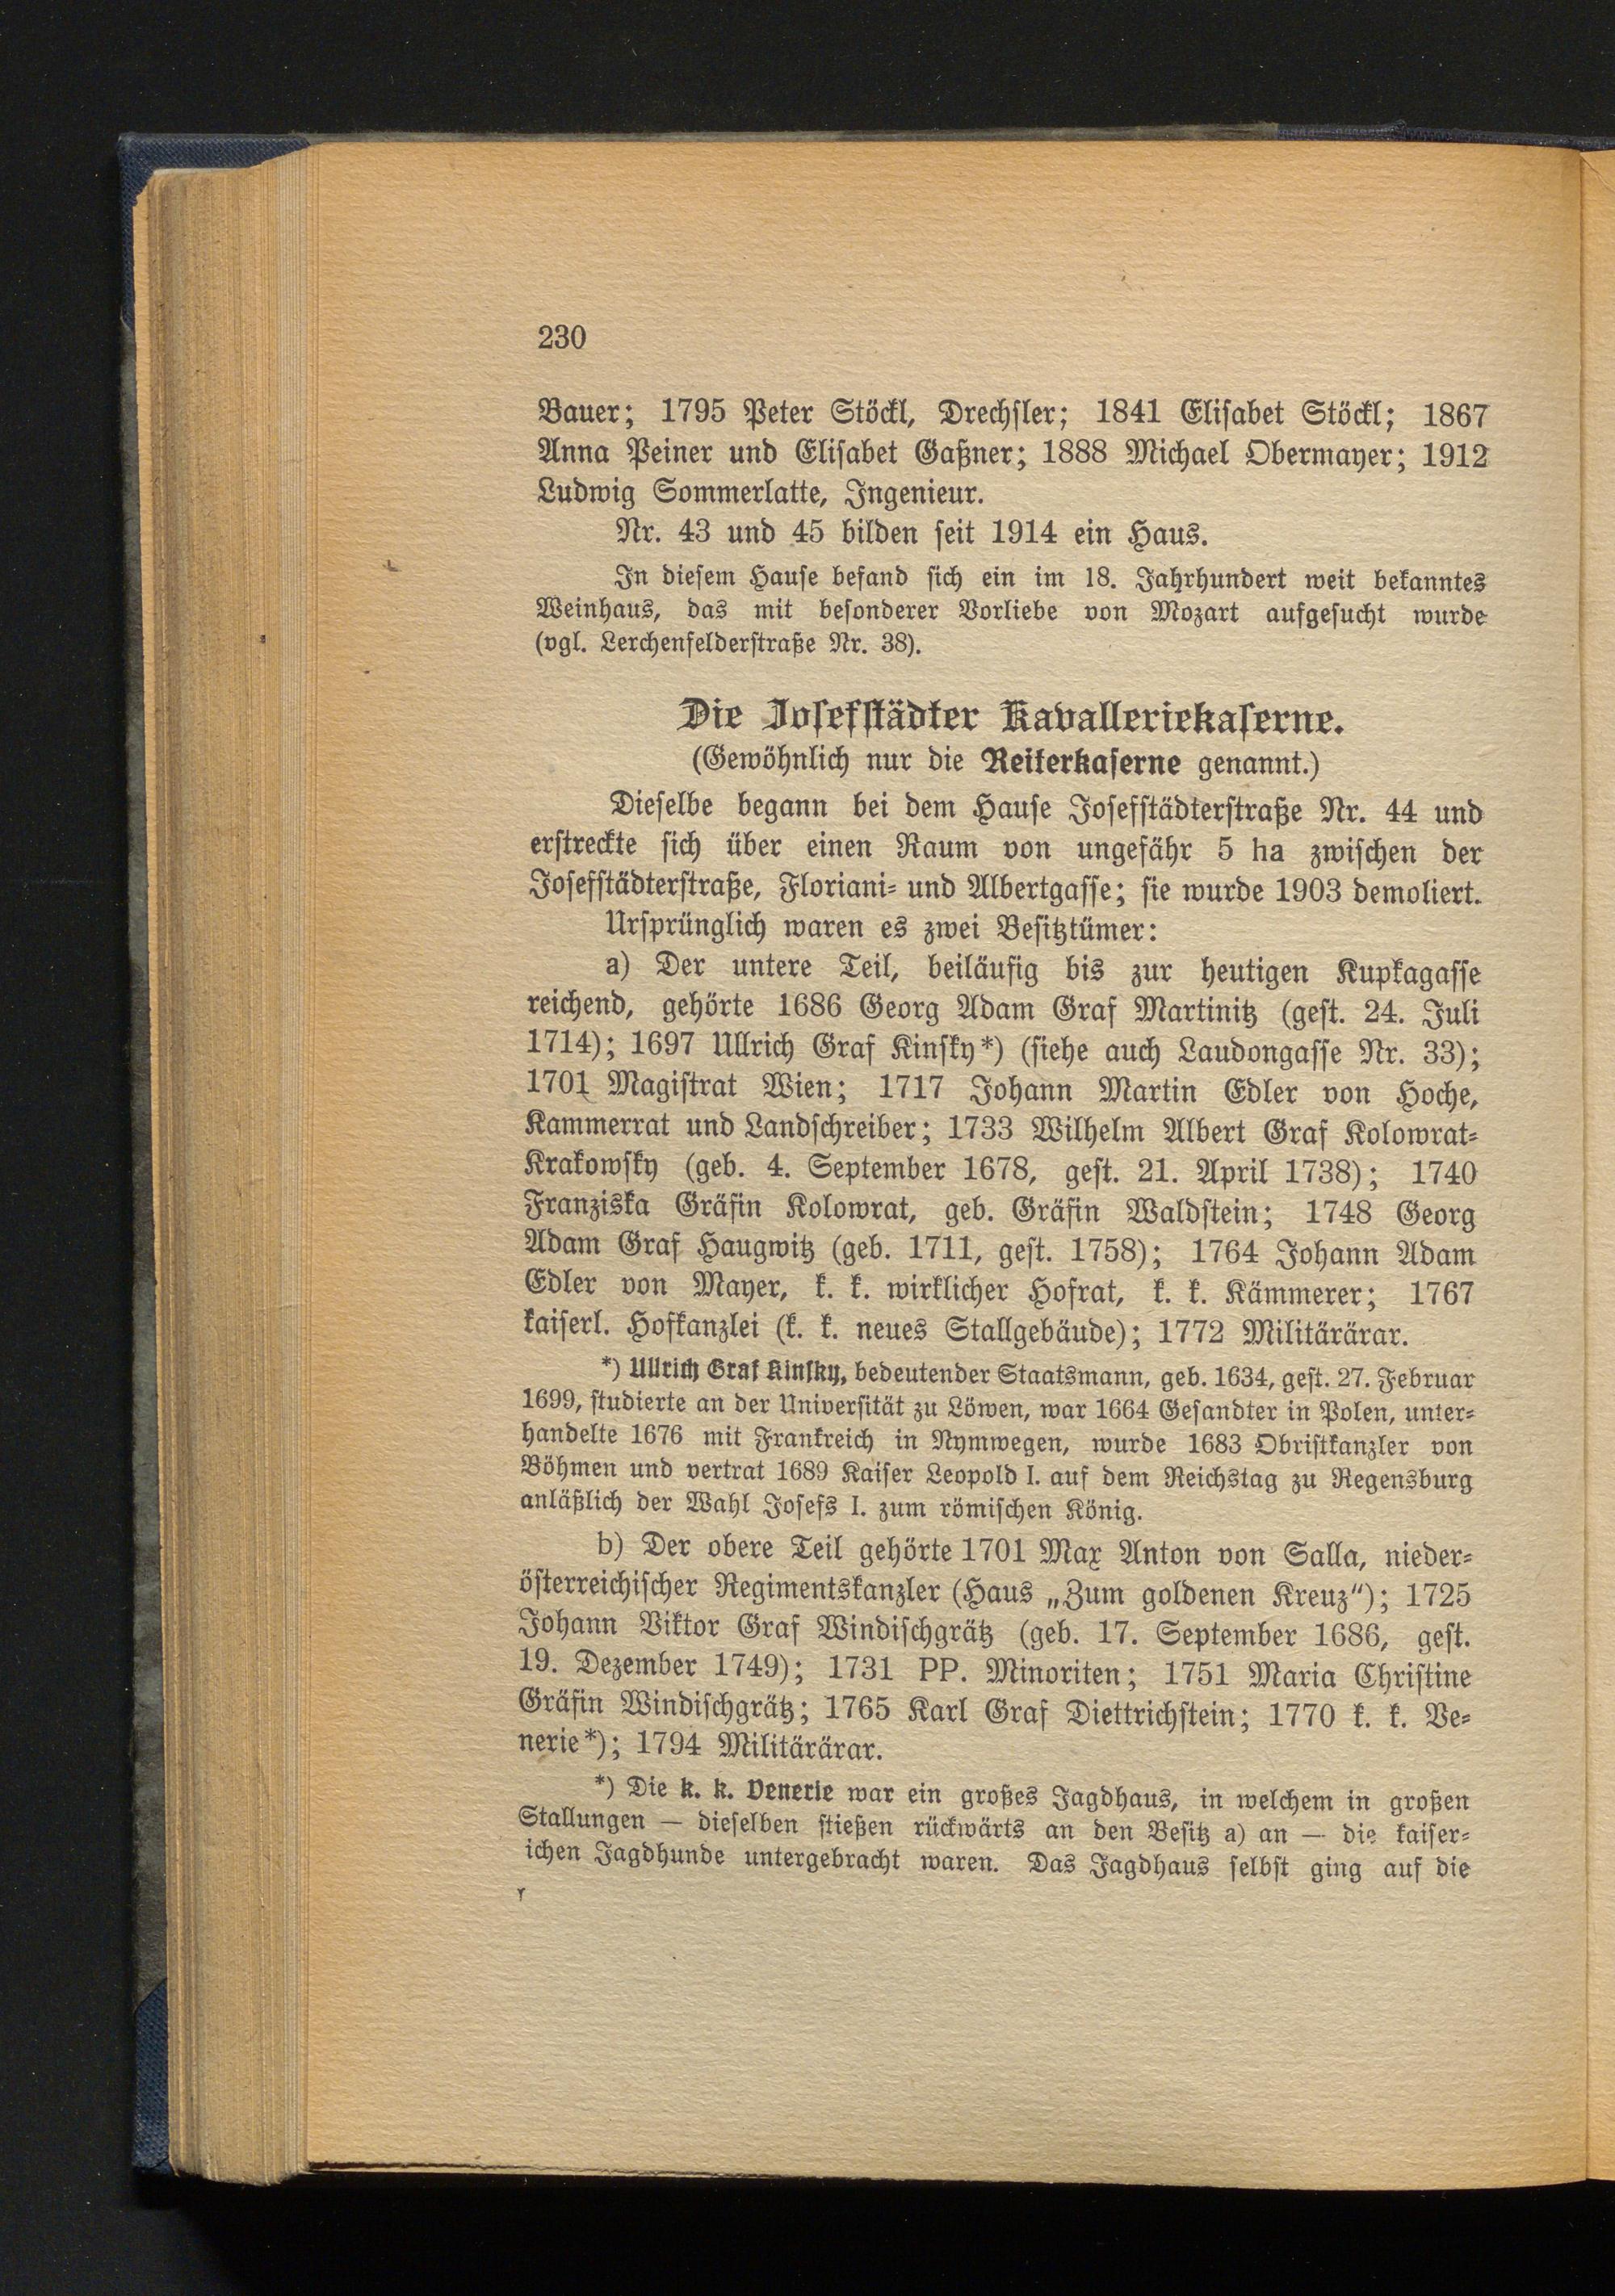 230
Bauer; 1795 Peter Stöckl, Drechsler; 1841 Elisabet Stöckl; 1867
Anna Peiner und Elisabet Gaßner; 1888 Michael Obermayer; 1912
Ludwig Sommerlatte, Ingenieur.
Nr. 43 und 45 bilden seit 1914 ein Haus.
In diesem Hause befand sich ein im 18. Jahrhundert weit bekanntes
Weinhaus, das mit besonderer Vorliebe von Mozart aufgesucht wurde
(vgl. Lerchenfelderstraße Nr. 38).
Die Josefstädter Kavalleriekaserne.
(Gewöhnlich nur die Reiterkaserne genannt.)
Dieselbe begann bei dem Hause Josefstädterstraße Nr. 44 und
erstreckte sich über einen Raum von ungefähr 5 ha zwischen der
Josefstädterstraße, Floriani- und Albertgasse; sie wurde 1903 demoliert.
Ursprünglich waren es zwei Besitztümer:
a) Der untere Teil, beiläufig bis zur heutigen Kupkagasse
reichend, gehörte 1686 Georg Adam Graf Martinitz (gest. 24. Juli
1714); 1697 Ullrich Graf Kinsky*) (siehe auch Laudongasse Nr. 33);
1701 Magistrat Wien; 1717 Johann Martin Edler von Hoche,
Kammerrat und Landschreiber; 1733 Wilhelm Albert Graf Kolowrat-
Krakowsky (geb. 4. September 1678, gest. 21. April 1738); 1740
Franziska Gräfin Kolowrat, geb. Gräfin Waldstein; 1748 Georg
Adam Graf Haugwitz (geb. 1711, gest. 1758); 1764 Johann Adam
Edler von Mayer, k. k. wirklicher Hofrat, k. k. Kämmerer; 1767
kaiserl. Hofkanzlei (k. k. neues Stallgebäude); 1772 Militärärar.
*) Ullrich Graf Kinsky, bedeutender Staatsmann, geb. 1634, gest. 27. Februar
1699, studierte an der Universität zu Löwen, war 1664 Gesandter in Polen, unter-
handelte 1676 mit Frankreich in Nymwegen, wurde 1683 Obristkanzler von
Böhmen und vertrat 1689 Kaiser Leopold I. auf dem Reichstag zu Regensburg
anläßlich der Wahl Josefs I. zum römischen König.
b) Der obere Teil gehörte 1701 Max Anton von Salla, nieder-
österreichischer Regimentskanzler (Haus „Zum goldenen Kreuz“); 1725
Johann Viktor Graf Windischgrätz (geb. 17. September 1686, gest.
19. Dezember 1749); 1731 PP. Minoriten; 1751 Maria Christine
Gräfin Windischgrätz; 1765 Karl Graf Diettrichstein; 1770 k. k. Ve-
nerie*); 1794 Militärärar.
*) Die k. k. Venerie war ein großes Jagdhaus, in welchem in großen
Stallungen — dieselben stießen rückwärts an den Besitz a) an — die kaiser-
ichen Jagdhunde untergebracht waren. Das Jagdhaus selbst ging auf die